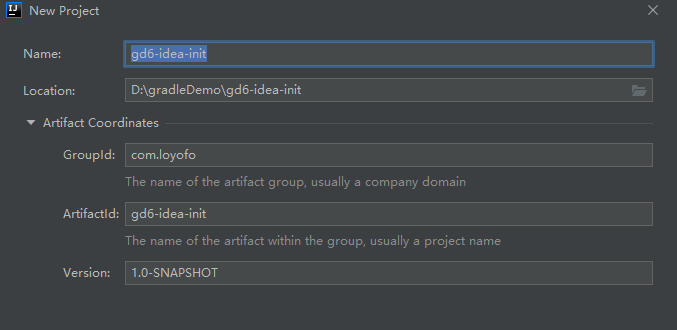 IJ New Project
Name: gd6-idea-init
Location: D:\gradleDemo\gd6-idea-init
Artifact Coordinates
GroupId: com.loyofo
The name of the artifact group, usually a company domain
ArtifactId: gd6-idea-init
The name of the artifact within the group, usually a project name
Version: 1.0-SNAPSHOT